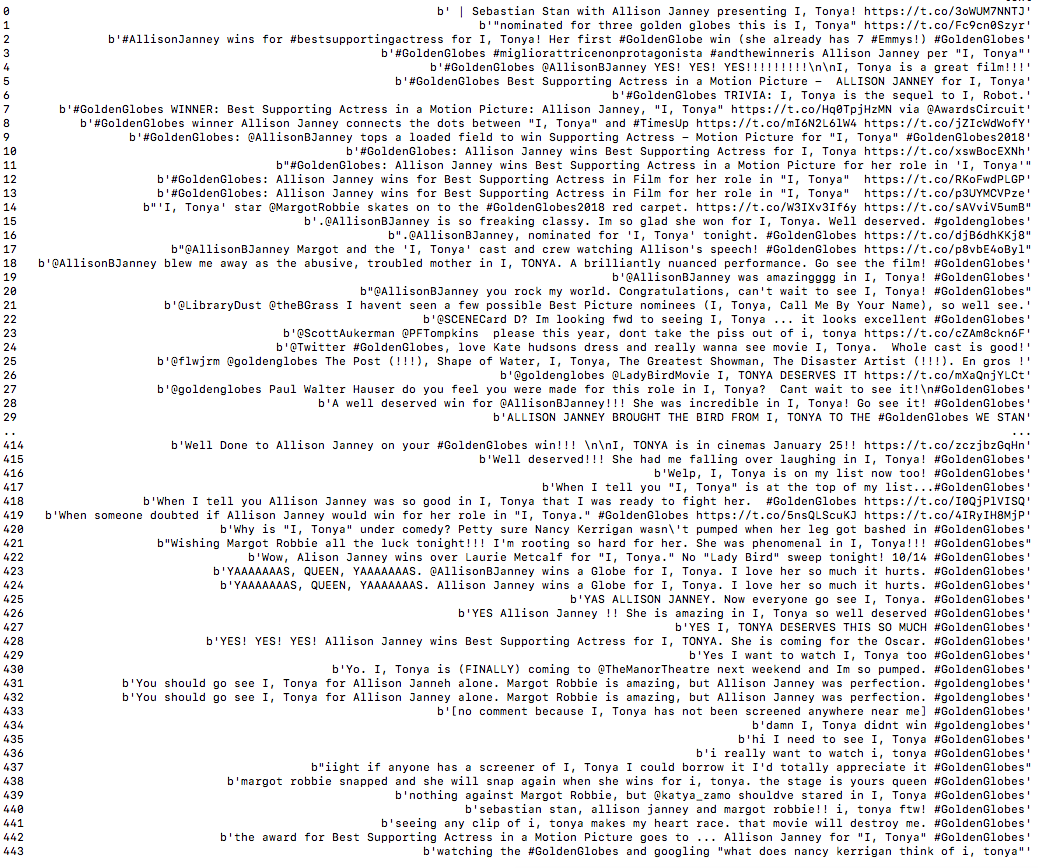 0 b' | Sebastian Stan with Allison Janney presenting I, Tonya! https://t.co/3oWUM7NNTJ'
1 b'"nominated for three golden globes this is I, Tonya" https://t.co/Fc9cn0Szyr'
2 b'#AllisonJanney wins for #bestsupportingactress for I, Tonya! Her first #GoldenGlobe win (she already has 7 #Emmys!) #GoldenGlobes'
3 b'#GoldenGlobes #miglioratricenonprotagonista #andthewinneris Allison Janney per "I, Tonya"'
4 b'#GoldenGlobes @AllisonBJanney YES! YES! YES!!!!!!!!!\n\nI, Tonya is a great film!!!'
5 b'#GoldenGlobes Best Supporting Actress in a Motion Picture - ALLISON JANNEY for I, Tonya'
6 b'#GoldenGlobes TRIVIA: I, Tonya is the sequel to I, Robot.'
7 b'#GoldenGlobes WINNER: Best Supporting Actress in a Motion Picture: Allison Janney, "I, Tonya" https://t.co/Hq0TpjHzMN via @AwardsCircuit'
8 b'#GoldenGlobes winner Allison Janney connects the dots between "I, Tonya" and #TimesUp https://t.co/mI6N2L6lW4 https://t.co/jZIcWdWofY'
9 b'#GoldenGlobes: @AllisonBJanney tops a loaded field to win Supporting Actress - Motion Picture for "I, Tonya" #GoldenGlobes2018'
10 b'#GoldenGlobes: Allison Janney wins Best Supporting Actress for I, Tonya https://t.co/xswBocEXNh'
11 b"#GoldenGlobes: Allison Janney wins Best Supporting Actress in a Motion Picture for her role in 'I, Tonya'"
12 b'#GoldenGlobes: Allison Janney wins for Best Supporting Actress in Film for her role in "I, Tonya"  https://t.co/RKoFwdPLGP'
13 b'#GoldenGlobes: Allison Janney wins for Best Supporting Actress in Film for her role in "I, Tonya"  https://t.co/p3UYMCVPze'
14 b"'I, Tonya' star @MargotRobbie skates on to the #GoldenGlobes2018 red carpet. https://t.co/W3IXv3If6y https://t.co/sAVviV5umB"
15 b'.@AllisonBJanney is so freaking classy. Im so glad she won for I, Tonya. Well deserved. #goldenglobes'
16 b".@AllisonBJanney, nominated for 'I, Tonya' tonight. #GoldenGlobes https://t.co/djB6dhKKj8"
17 b"@AllisonBJanney Margot and the 'I, Tonya' cast and crew watching Allison's speech! #GoldenGlobes https://t.co/p8vbE4oByl"
18 b'@AllisonBJanney blew me away as the abusive, troubled mother in I, TONYA. A brilliantly nuanced performance. Go see the film! #GoldenGlobes'
19 b'@AllisonBJanney was amazingggg in I, Tonya! #GoldenGlobes'
20 b"@AllisonBJanney you rock my world. Congratulations, can't wait to see I, Tonya! #GoldenGlobes"
21 b'@LibraryDust @theBGrass I havent seen a few possible Best Picture nominees (I, Tonya, Call Me By Your Name), so well see.'
22 b'@SCENECard D? Im looking fwd to seeing I, Tonya ... it looks excellent #GoldenGlobes'
23 b'@ScottAukerman @PFTompkins  please this year, dont take the piss out of i, tonya https://t.co/cZAm8ckn6F'
24 b'@Twitter #GoldenGlobes, love Kate hudsons dress and really wanna see movie I, Tonya.  Whole cast is good!'
25 b'@flwjrm @goldenglobes The Post (!!!), Shape of Water, I, Tonya, The Greatest Showman, The Disaster Artist (!!!). En gros !'
26 b'@goldenglobes @LadyBirdMovie I, TONYA DESERVES IT https://t.co/mXaQnjYLCt'
27 b'@goldenglobes Paul Walter Hauser do you feel you were made for this role in I, Tonya?  Cant wait to see it!\n#GoldenGlobes'
28 b'A well deserved win for @AllisonBJanney!!! She was incredible in I, Tonya! Go see it! #GoldenGlobes'
29 b'ALLISON JANNEY BROUGHT THE BIRD FROM I, TONYA TO THE #GoldenGlobes WE STAN'
.. ...
414 b'Well Done to Allison Janney on your #GoldenGlobes win!!! \n\nI, TONYA is in cinemas January 25!! https://t.co/zczjbzGqHn'
415 b'Well deserved!!! She had me falling over laughing in I, Tonya! #GoldenGlobes'
416 b'Welp, I, Tonya is on my list now too! #GoldenGlobes'
417 b'When I tell you "I, Tonya" is at the top of my list...#GoldenGlobes'
418 b'When I tell you Allison Janney was so good in I, Tonya that I was ready to fight her.  #GoldenGlobes https://t.co/I0QjPlVISQ'
419 b'When someone doubted if Allison Janney would win for her role in "I, Tonya." #GoldenGlobes https://t.co/5nsQLScuKJ https://t.co/4IRyIH8MjP'
420 b'Why is "I, Tonya" under comedy? Petty sure Nancy Kerrigan wasn\'t pumped when her leg got bashed in #GoldenGlobes'
421 b"Wishing Margot Robbie all the luck tonight!!! I'm rooting so hard for her. She was phenomenal in I, Tonya!!! #GoldenGlobes"
422 b'Wow, Alison Janney wins over Laurie Metcalf for "I, Tonya." No "Lady Bird" sweep tonight! 10/14 #GoldenGlobes'
423 b'YAAAAAAAS, QUEEN, YAAAAAAAS. @AllisonBJanney wins a Globe for I, Tonya. I love her so much it hurts. #GoldenGlobes'
424 b'YAAAAAAAS, QUEEN, YAAAAAAAS. Allison Janney wins a Globe for I, Tonya. I love her so much it hurts. #GoldenGlobes'
425 b'YAS ALLISON JANNEY. Now everyone go see I, Tonya. #GoldenGlobes'
426 b'YES Allison Janney !! She is amazing in I, Tonya so well deserved #GoldenGlobes'
427 b'YES I, TONYA DESERVES THIS SO MUCH #GoldenGlobes'
428 b'YES! YES! YES! Allison Janney wins Best Supporting Actress for I, TONYA. She is coming for the Oscar. #GoldenGlobes'
429 b'Yes I want to watch I, Tonya too #GoldenGlobes'
430 b'Yo. I, Tonya is (FINALLY) coming to @TheManorTheatre next weekend and Im so pumped. #GoldenGlobes'
431 b'You should go see I, Tonya for Allison Janneh alone. Margot Robbie is amazing, but Allison Janney was perfection. #goldenglobes'
432 b'You should go see I, Tonya for Allison Janney alone. Margot Robbie is amazing, but Allison Janney was perfection. #goldenglobes'
433 b'[no comment because I, Tonya has not been screened anywhere near me] #GoldenGlobes'
434 b'damn I, Tonya didnt win #goldenglobes'
435 b'hi I need to see I, Tonya #GoldenGlobes'
436 b'i really want to watch i, tonya #GoldenGlobes'
437 b"iight if anyone has a screener of I, Tonya I could borrow it I'd totally appreciate it #GoldenGlobes"
438 b'margot robbie snapped and she will snap again when she wins for i, tonya. the stage is yours queen #GoldenGlobes'
439 b'nothing against Margot Robbie, but @katya_zamo shouldve stared in I, Tonya #GoldenGlobes'
440 b'sebastian stan, allison janney and margot robbie!! i, tonya ftw! #GoldenGlobes'
441 b'seeing any clip of i, tonya makes my heart race. that movie will destroy me. #GoldenGlobes'
442 b'the award for Best Supporting Actress in a Motion Picture goes to ... Allison Janney for "I, Tonya" #GoldenGlobes'
443 b'watching the #GoldenGlobes and googling "what does nancy kerrigan think of i, tonya"'